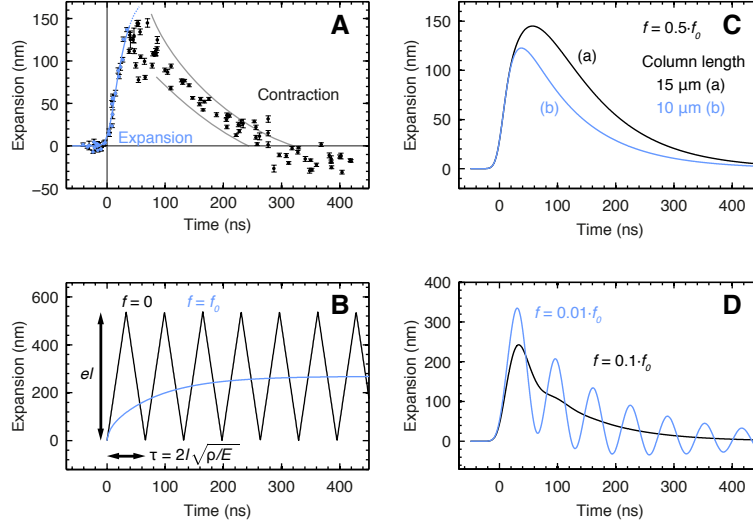 A
Expansion (nm)
150
100
50
0
−50
Expansion
Contraction
0 100 200 300 400
Time (ns)
C
f = 0.5·f₀
Column length
15 µm (a)
10 µm (b)
(a)
(b)
Expansion (nm)
150
100
50
0
0 100 200 300 400
Time (ns)
B
Expansion (nm)
600
400
200
0
f = 0
f = f₀
el
τ = 2l√ρ/E
0 100 200 300 400
Time (ns)
D
Expansion (nm)
400
300
200
100
0
f = 0.01·f₀
f = 0.1·f₀
0 100 200 300 400
Time (ns)